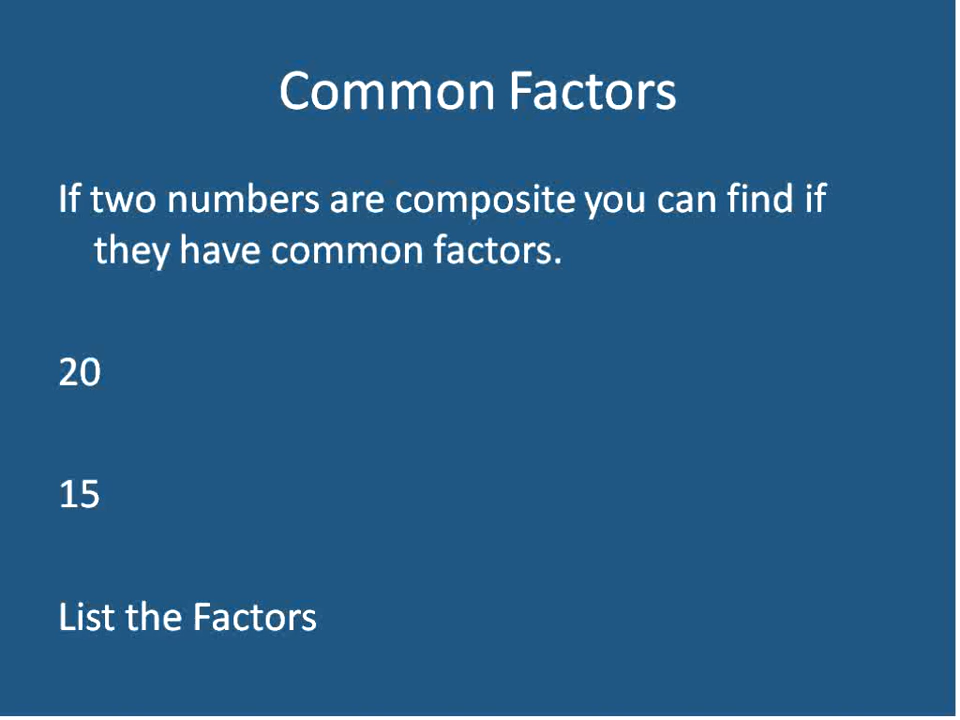 Common Factors
If two numbers are composite you can find if
they have common factors.
20
15
List the Factors